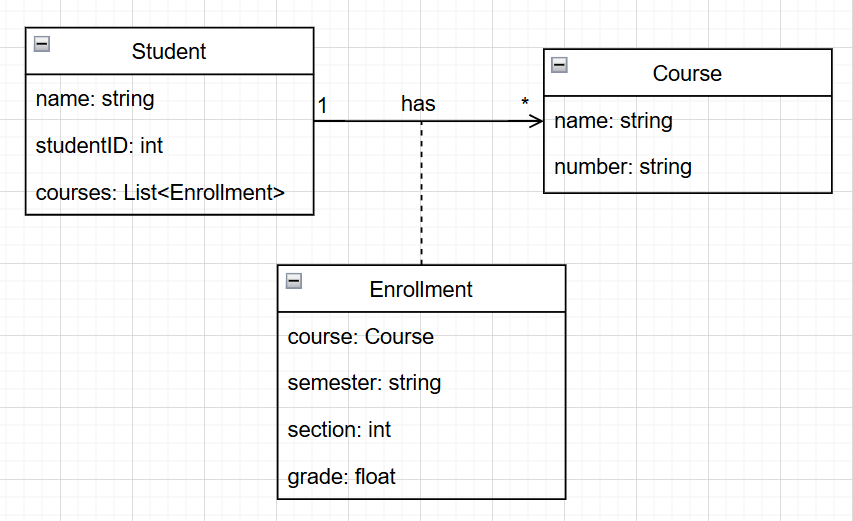 Student
name: string
studentID: int
courses: List<Enrollment>
1
has
*
Course
name: string
number: string
Enrollment
course: Course
semester: string
section: int
grade: float